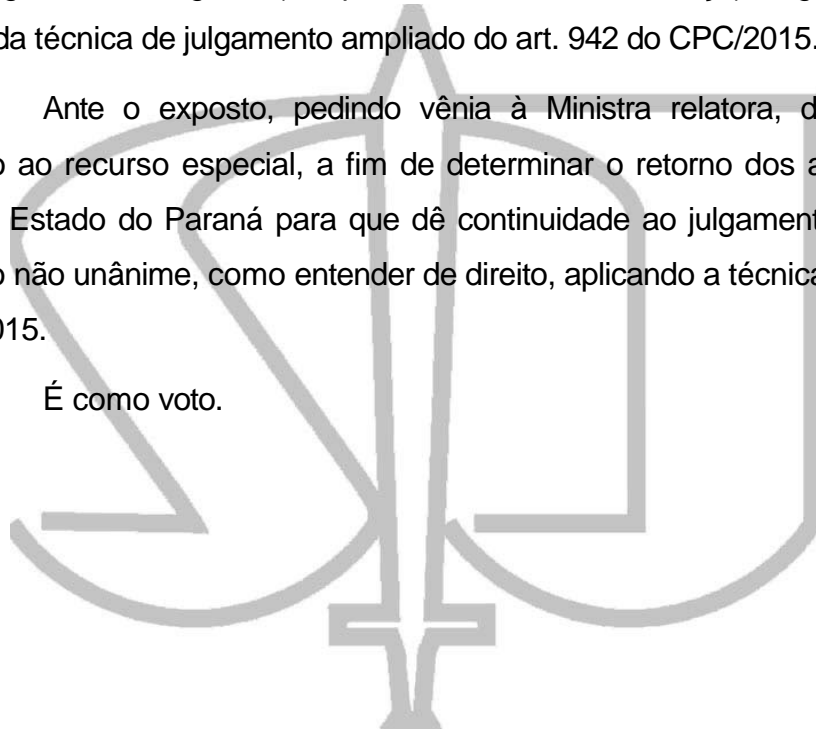 da técnica de julgamento ampliado do art. 942 do CPC/2015.
Ante o exposto, pedindo vênia à Ministra relatora, d
o ao recurso especial, a fim de determinar o retorno dos a
Estado do Paraná para que dê continuidade ao julgament
o não unânime, como entender de direito, aplicando a técnica
015.
É como voto.